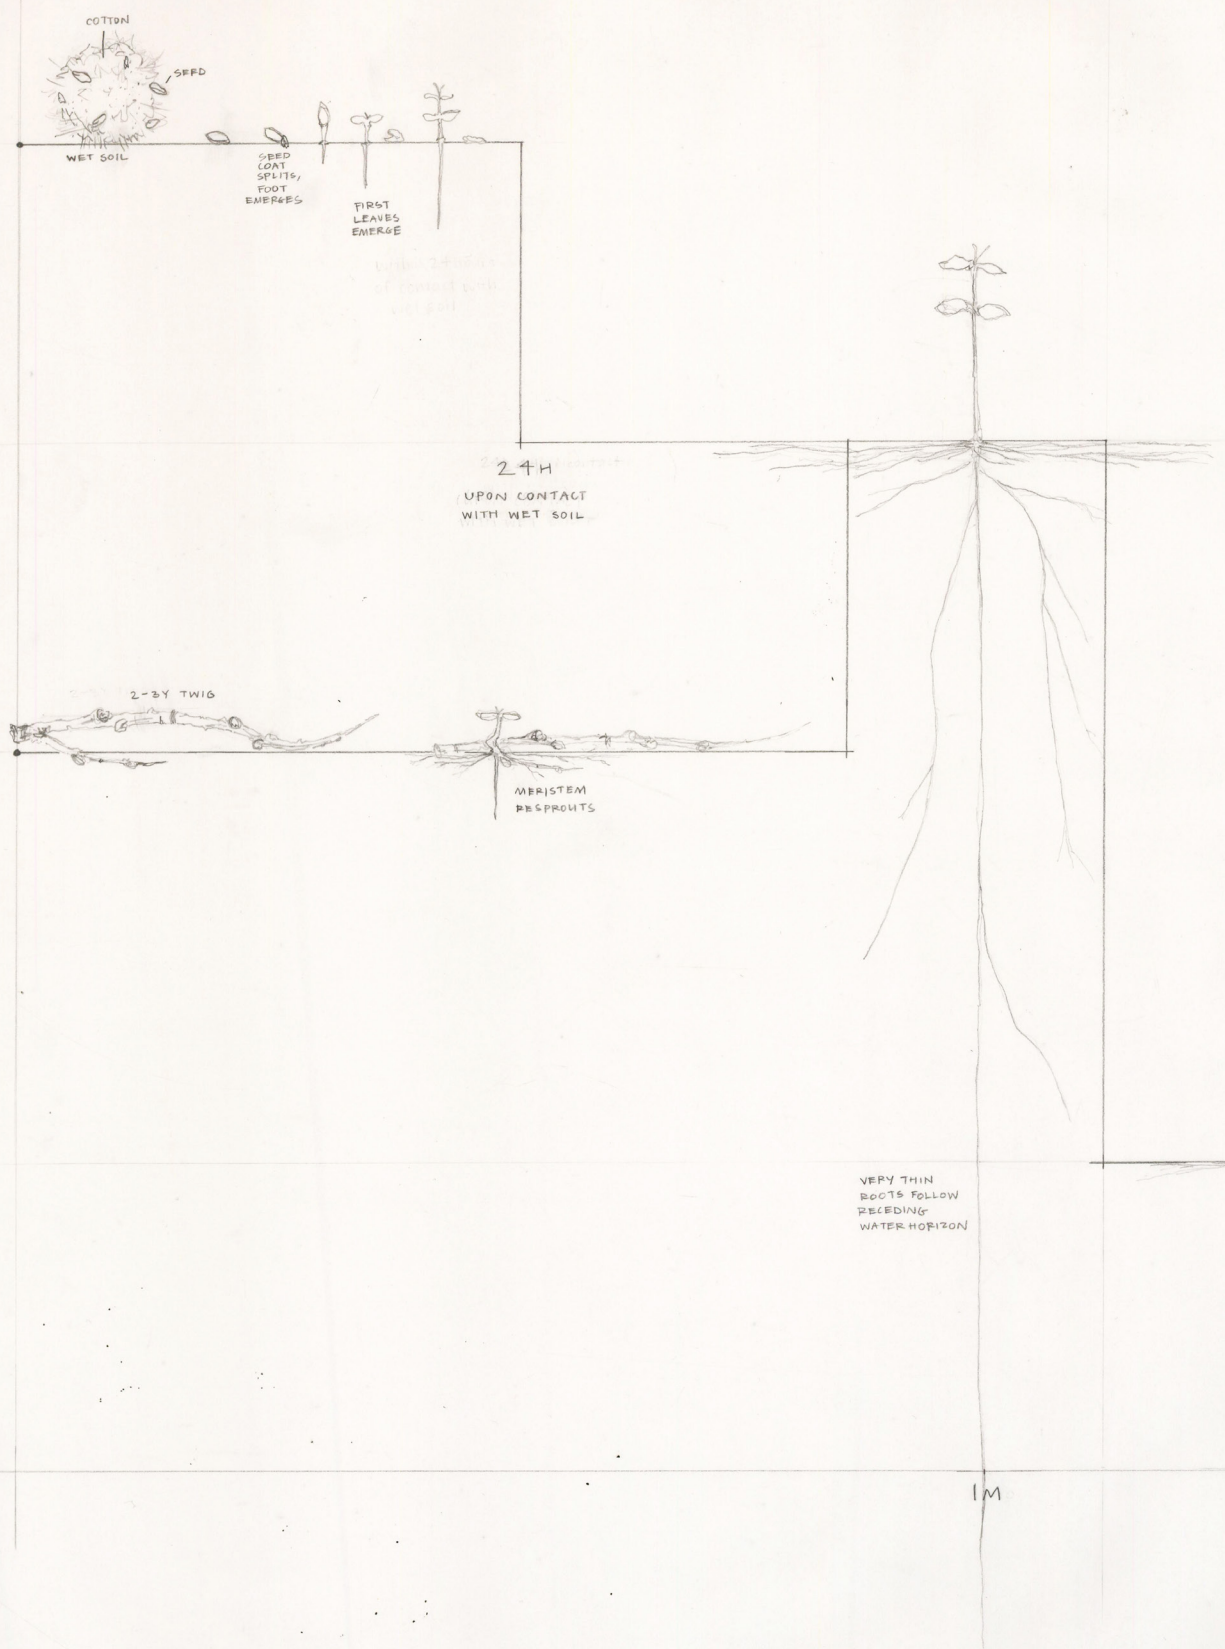 COTTON
SEED
WET SOIL
SEED
COAT
SPLITS,
FOOT
EMERGES
FIRST
LEAVES
EMERGE
24H
UPON CONTACT
WITH WET SOIL
2-3Y TWIG
MERISTEM
RESPROUTS
VERY THIN
ROOTS FOLLOW
RECEDING
WATER HORIZON
1M